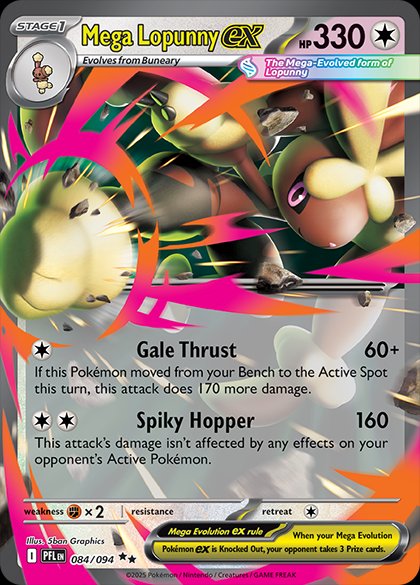 STAGE1
Mega Lopunny ex
HP 330
Evolves from Buneary
The Mega-Evolved form of
Lopunny
Gale Thrust 60+
If this Pokémon moved from your Bench to the Active Spot
this turn, this attack does 170 more damage.
Spiky Hopper 160
This attack's damage isn't affected by any effects on your
opponent's Active Pokémon.
weakness ×2 resistance retreat
Illus. 5ban Graphics
Mega Evolution ex rule
When your Mega Evolution
Pokémon ex is Knocked Out, your opponent takes 3 Prize cards.
I PFL EN 084/094
©2025 Pokémon / Nintendo / Creatures / GAME FREAK